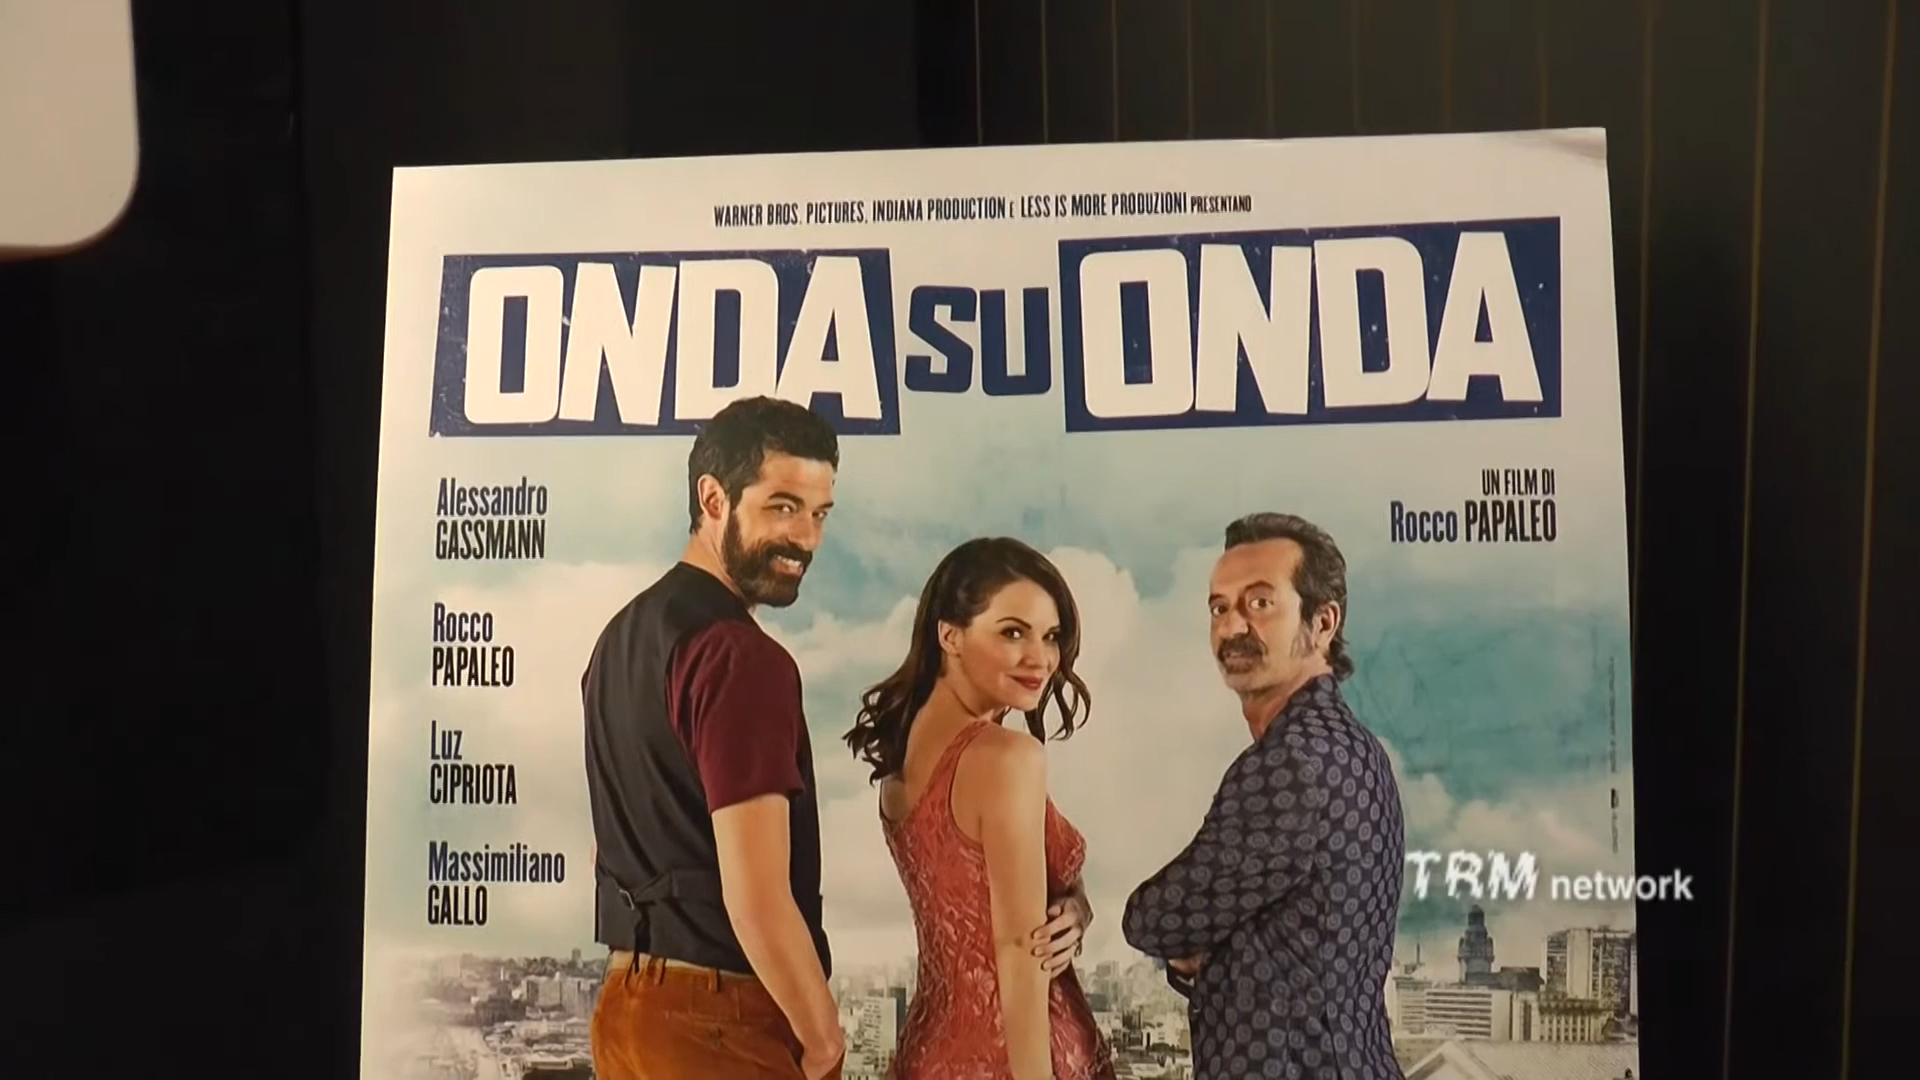 WARNER BROS. PICTURES, INDIANA PRODUCTION E LESS IS MORE PRODUZIONI PRESENTANO
ONDA SU ONDA
Alessandro
GASSMANN
Rocco
PAPALEO
Luz
CIPRIOTA
Massimiliano
GALLO
UN FILM DI
Rocco PAPALEO
TRM network